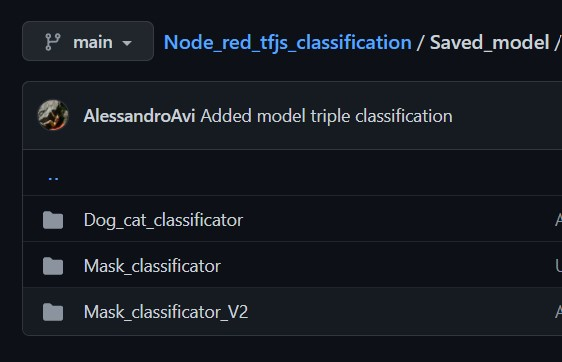 main Node_red_tfjs_classification / Saved_model /
AlessandroAvi Added model triple classification
..
Dog_cat_classificator
Mask_classificator
Mask_classificator_V2